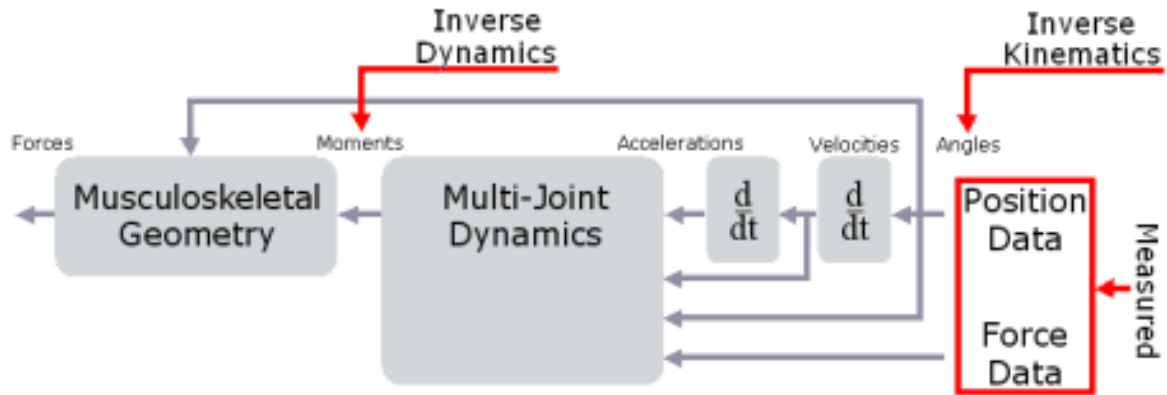 Inverse
Dynamics
Inverse
Kinematics
Forces
Moments
Accelerations
Velocities
Angles
Musculoskeletal
Geometry
Multi-Joint
Dynamics
d
dt
d
dt
Position
Data
Force
Data
Measured